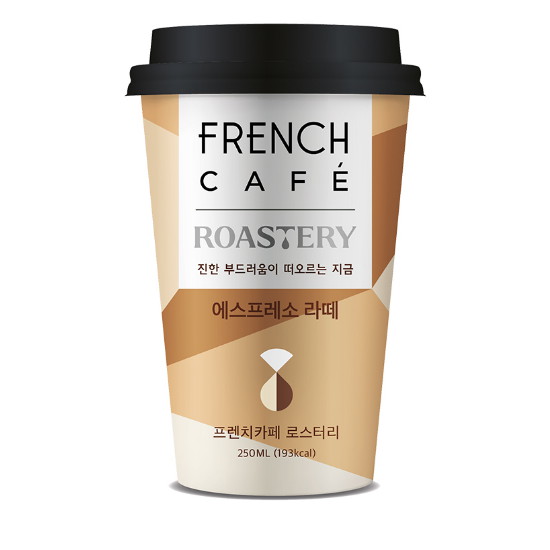 FRENCH
CAFÉ
ROASTERY
진한 부드러움이 떠오르는 지금
에스프레소 라떼
프렌치카페 로스터리
250ML (193kcal)